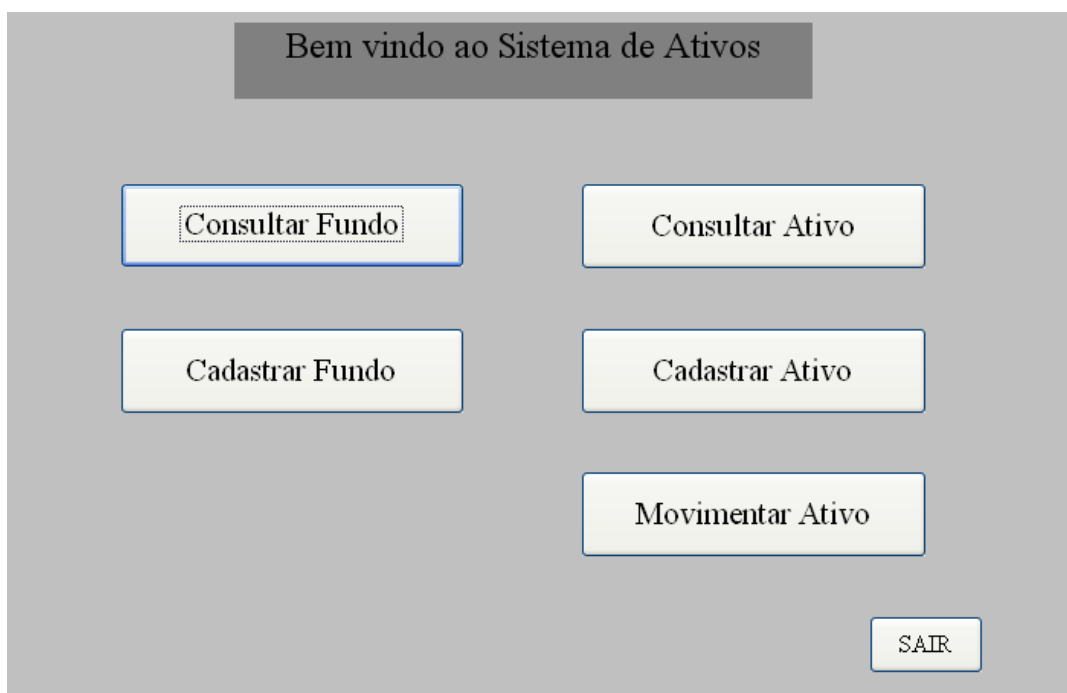 Bem vindo ao Sistema de Ativos
Consultar Fundo
Consultar Ativo
Cadastrar Fundo
Cadastrar Ativo
Movimentar Ativo
SAIR